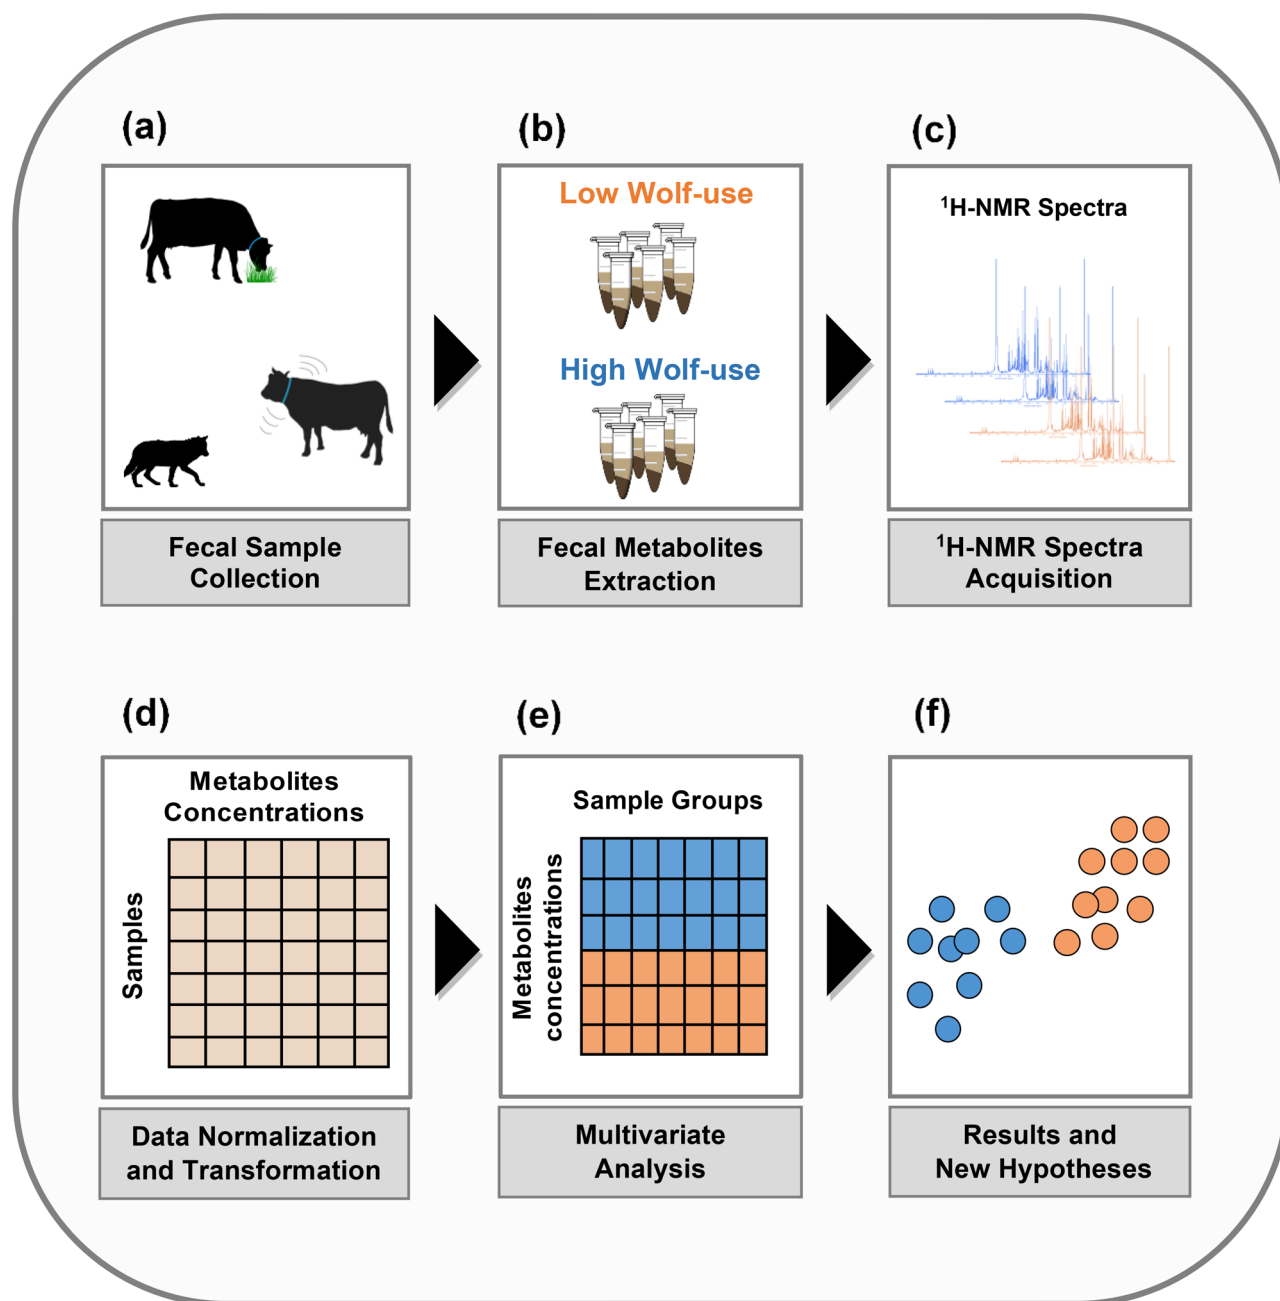 (a)
(b)
(c)
Low Wolf-use
High Wolf-use
¹H-NMR Spectra
Fecal Sample
Collection
Fecal Metabolites
Extraction
¹H-NMR Spectra
Acquisition
(d)
(e)
(f)
Metabolites
Concentrations
Samples
Sample Groups
Metabolites
concentrations
Data Normalization
and Transformation
Multivariate
Analysis
Results and
New Hypotheses